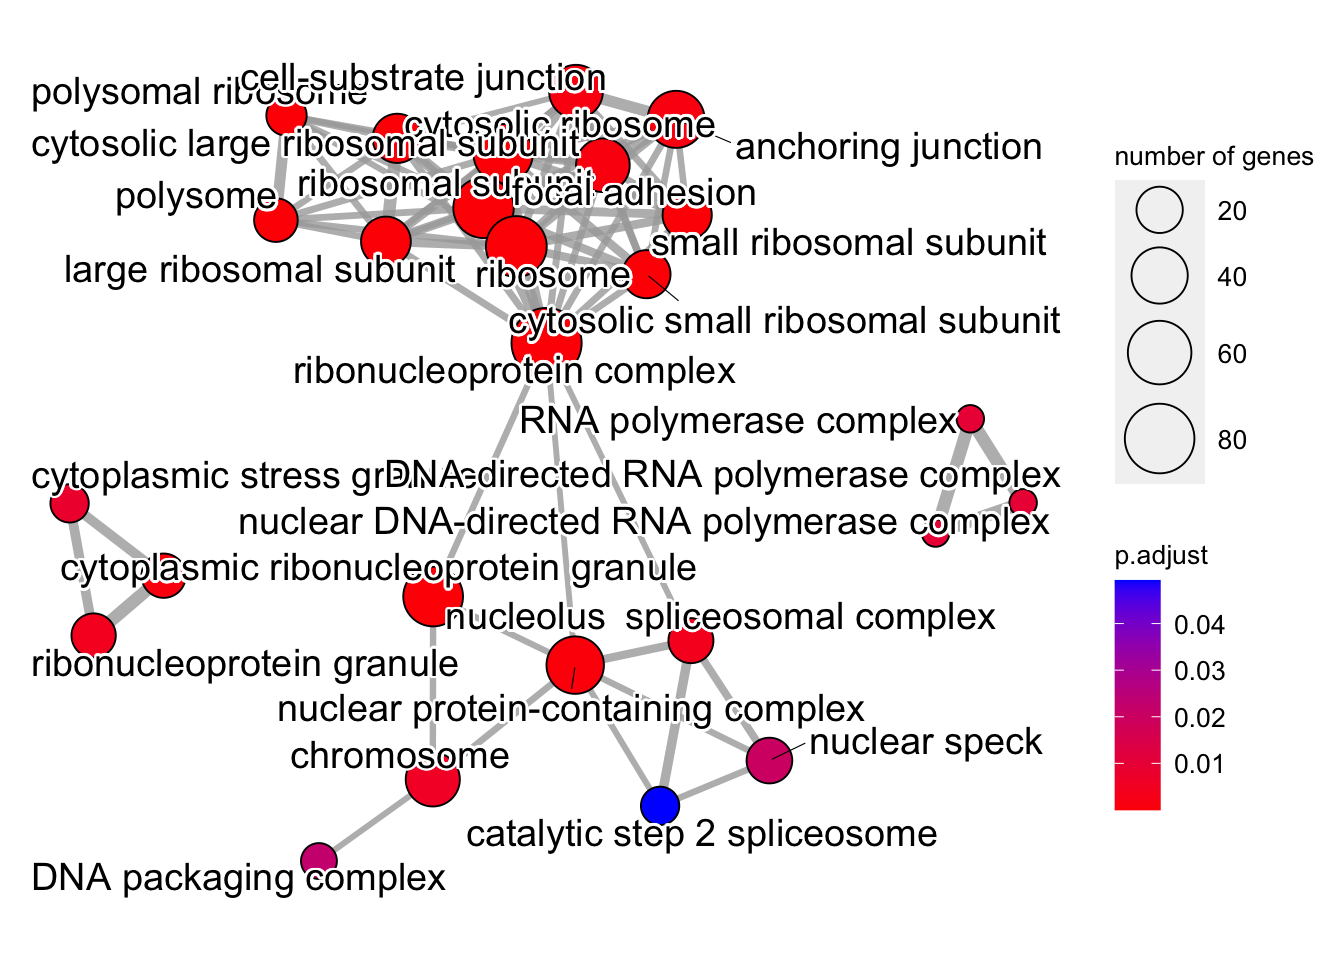 cell-substrate junction
polysomal ribosome
cytosolic ribosome
cytosolic large ribosomal subunit
anchoring junction
ribosomal subunit
polysome
focal adhesion
small ribosomal subunit
large ribosomal subunit
ribosome
cytosolic small ribosomal subunit
ribonucleoprotein complex
RNA polymerase complex
cytoplasmic stress granule
DNA-directed RNA polymerase complex
nuclear DNA-directed RNA polymerase complex
cytoplasmic ribonucleoprotein granule
nucleolus
spliceosomal complex
ribonucleoprotein granule
nuclear protein-containing complex
nuclear speck
chromosome
catalytic step 2 spliceosome
DNA packaging complex
number of genes
20
40
60
80
p.adjust
0.04
0.03
0.02
0.01